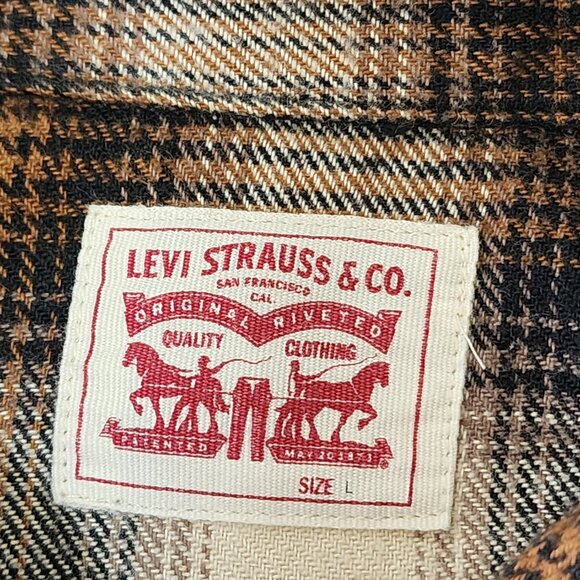 LEVI STRAUSS & CO.
SAN FRANCISCO
CAL.
ORIGINAL RIVETED
QUALITY CLOTHING
PATENTED MAY 20 1873
®
SIZE L